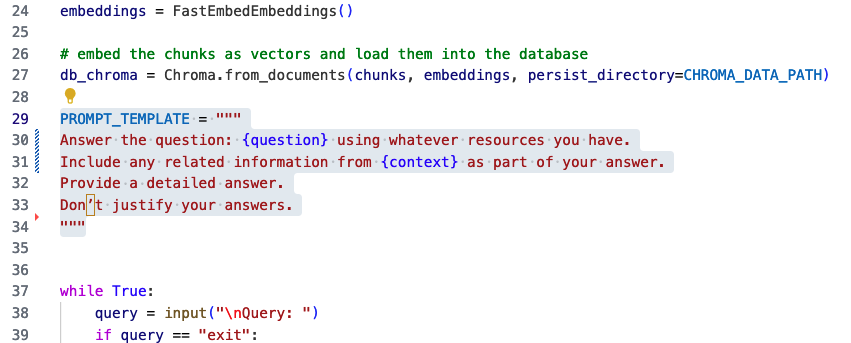 24 embeddings = FastEmbedEmbeddings()
25
26 # embed the chunks as vectors and load them into the database
27 db_chroma = Chroma.from_documents(chunks, embeddings, persist_directory=CHROMA_DATA_PATH)
28
29 PROMPT_TEMPLATE = """
30 Answer the question: {question} using whatever resources you have.
31 Include any related information from {context} as part of your answer.
32 Provide a detailed answer.
33 Don’t justify your answers.
34 """
35
36
37 while True:
38 query = input("\nQuery: ")
39 if query == "exit":